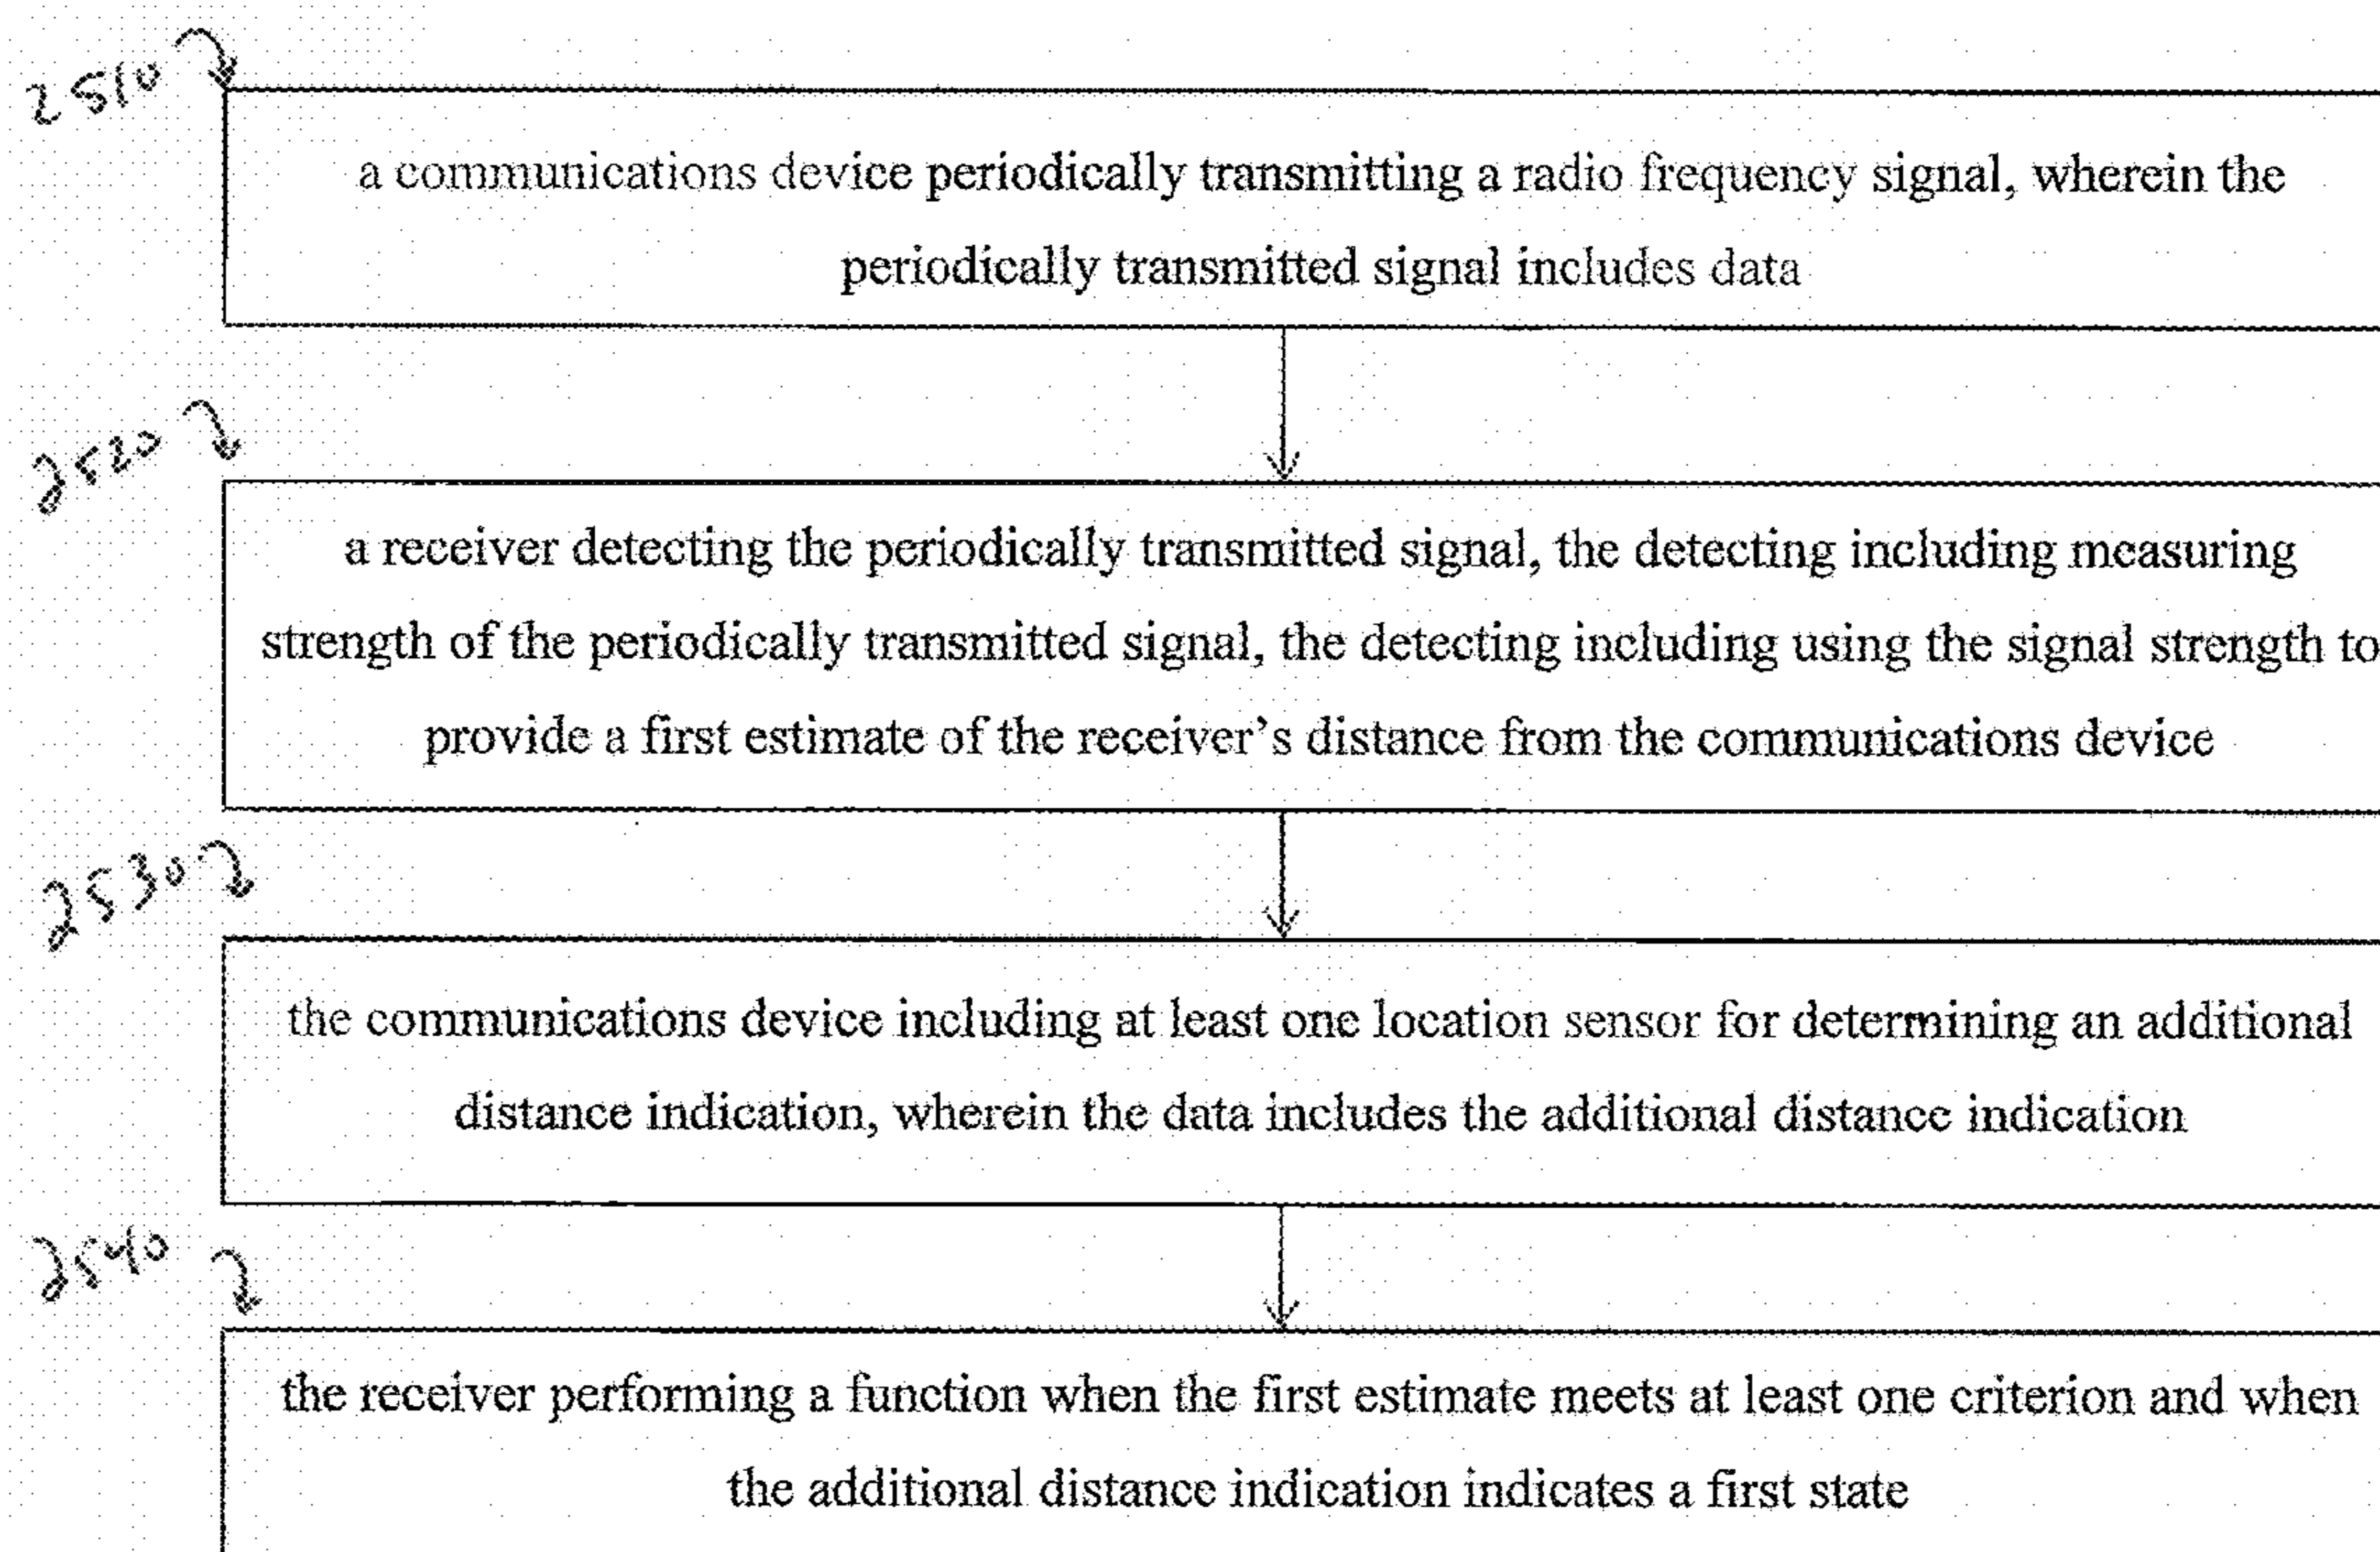 2510
a communications device periodically transmitting a radio frequency signal, wherein the
periodically transmitted signal includes data
2520
a receiver detecting the periodically transmitted signal, the detecting including measuring
strength of the periodically transmitted signal, the detecting including using the signal strength to
provide a first estimate of the receiver's distance from the communications device
2530
the communications device including at least one location sensor for determining an additional
distance indication, wherein the data includes the additional distance indication
2540
the receiver performing a function when the first estimate meets at least one criterion and when
the additional distance indication indicates a first state